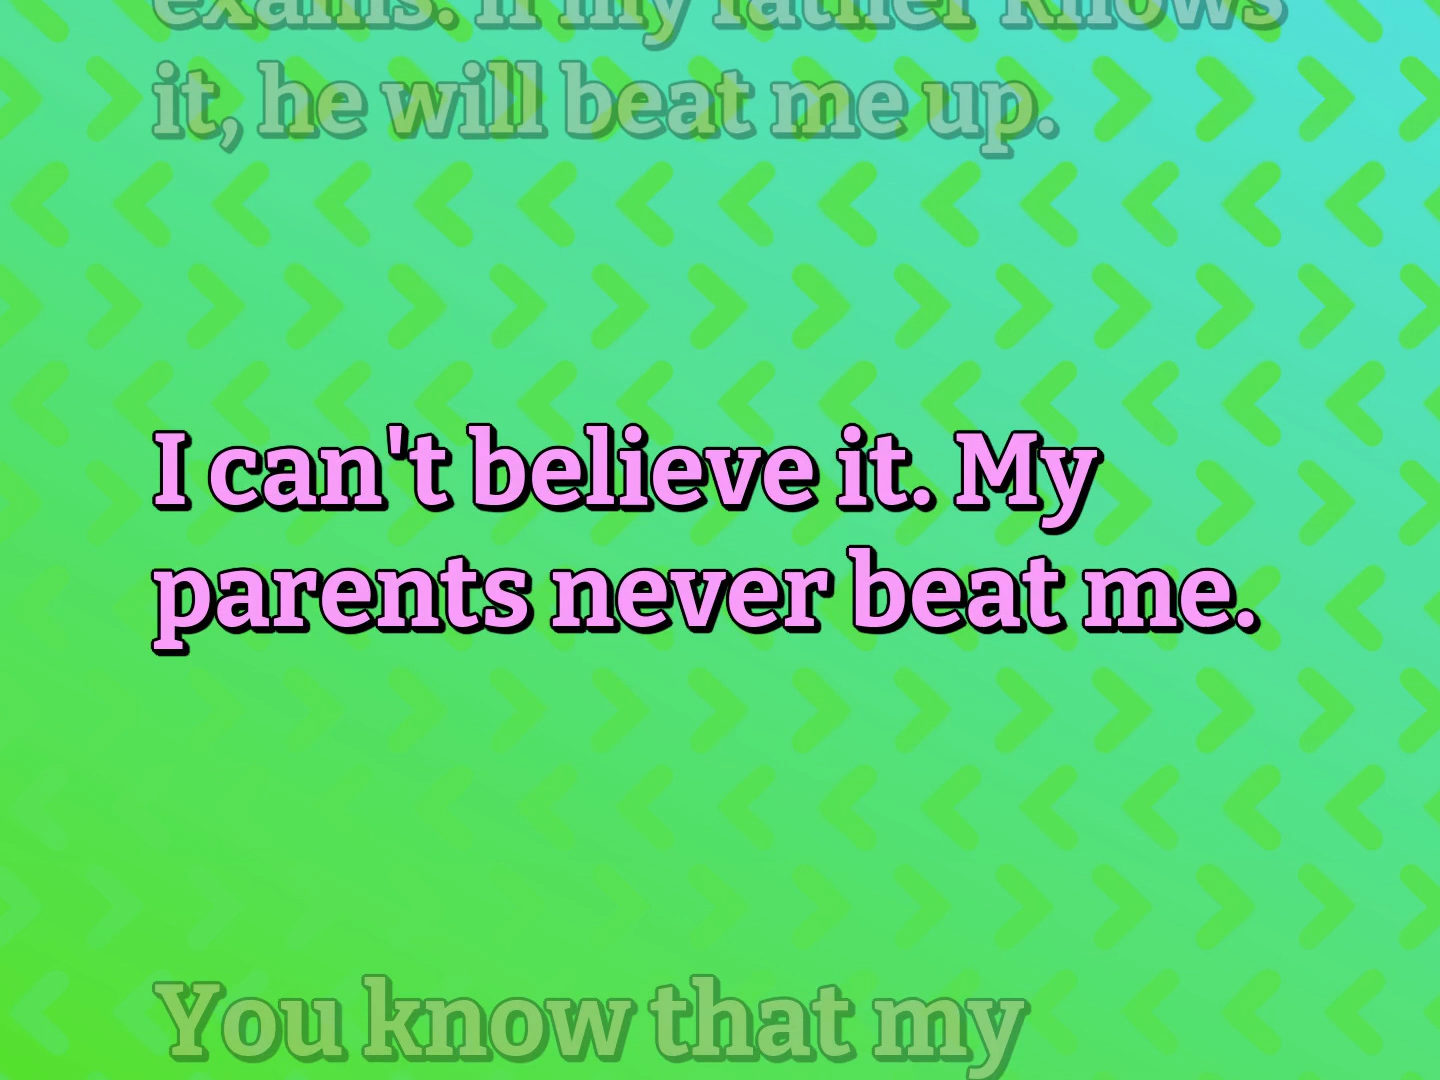 exams. If my father knows
it, he will beat me up.
I can't believe it. My
parents never beat me.
You know that my